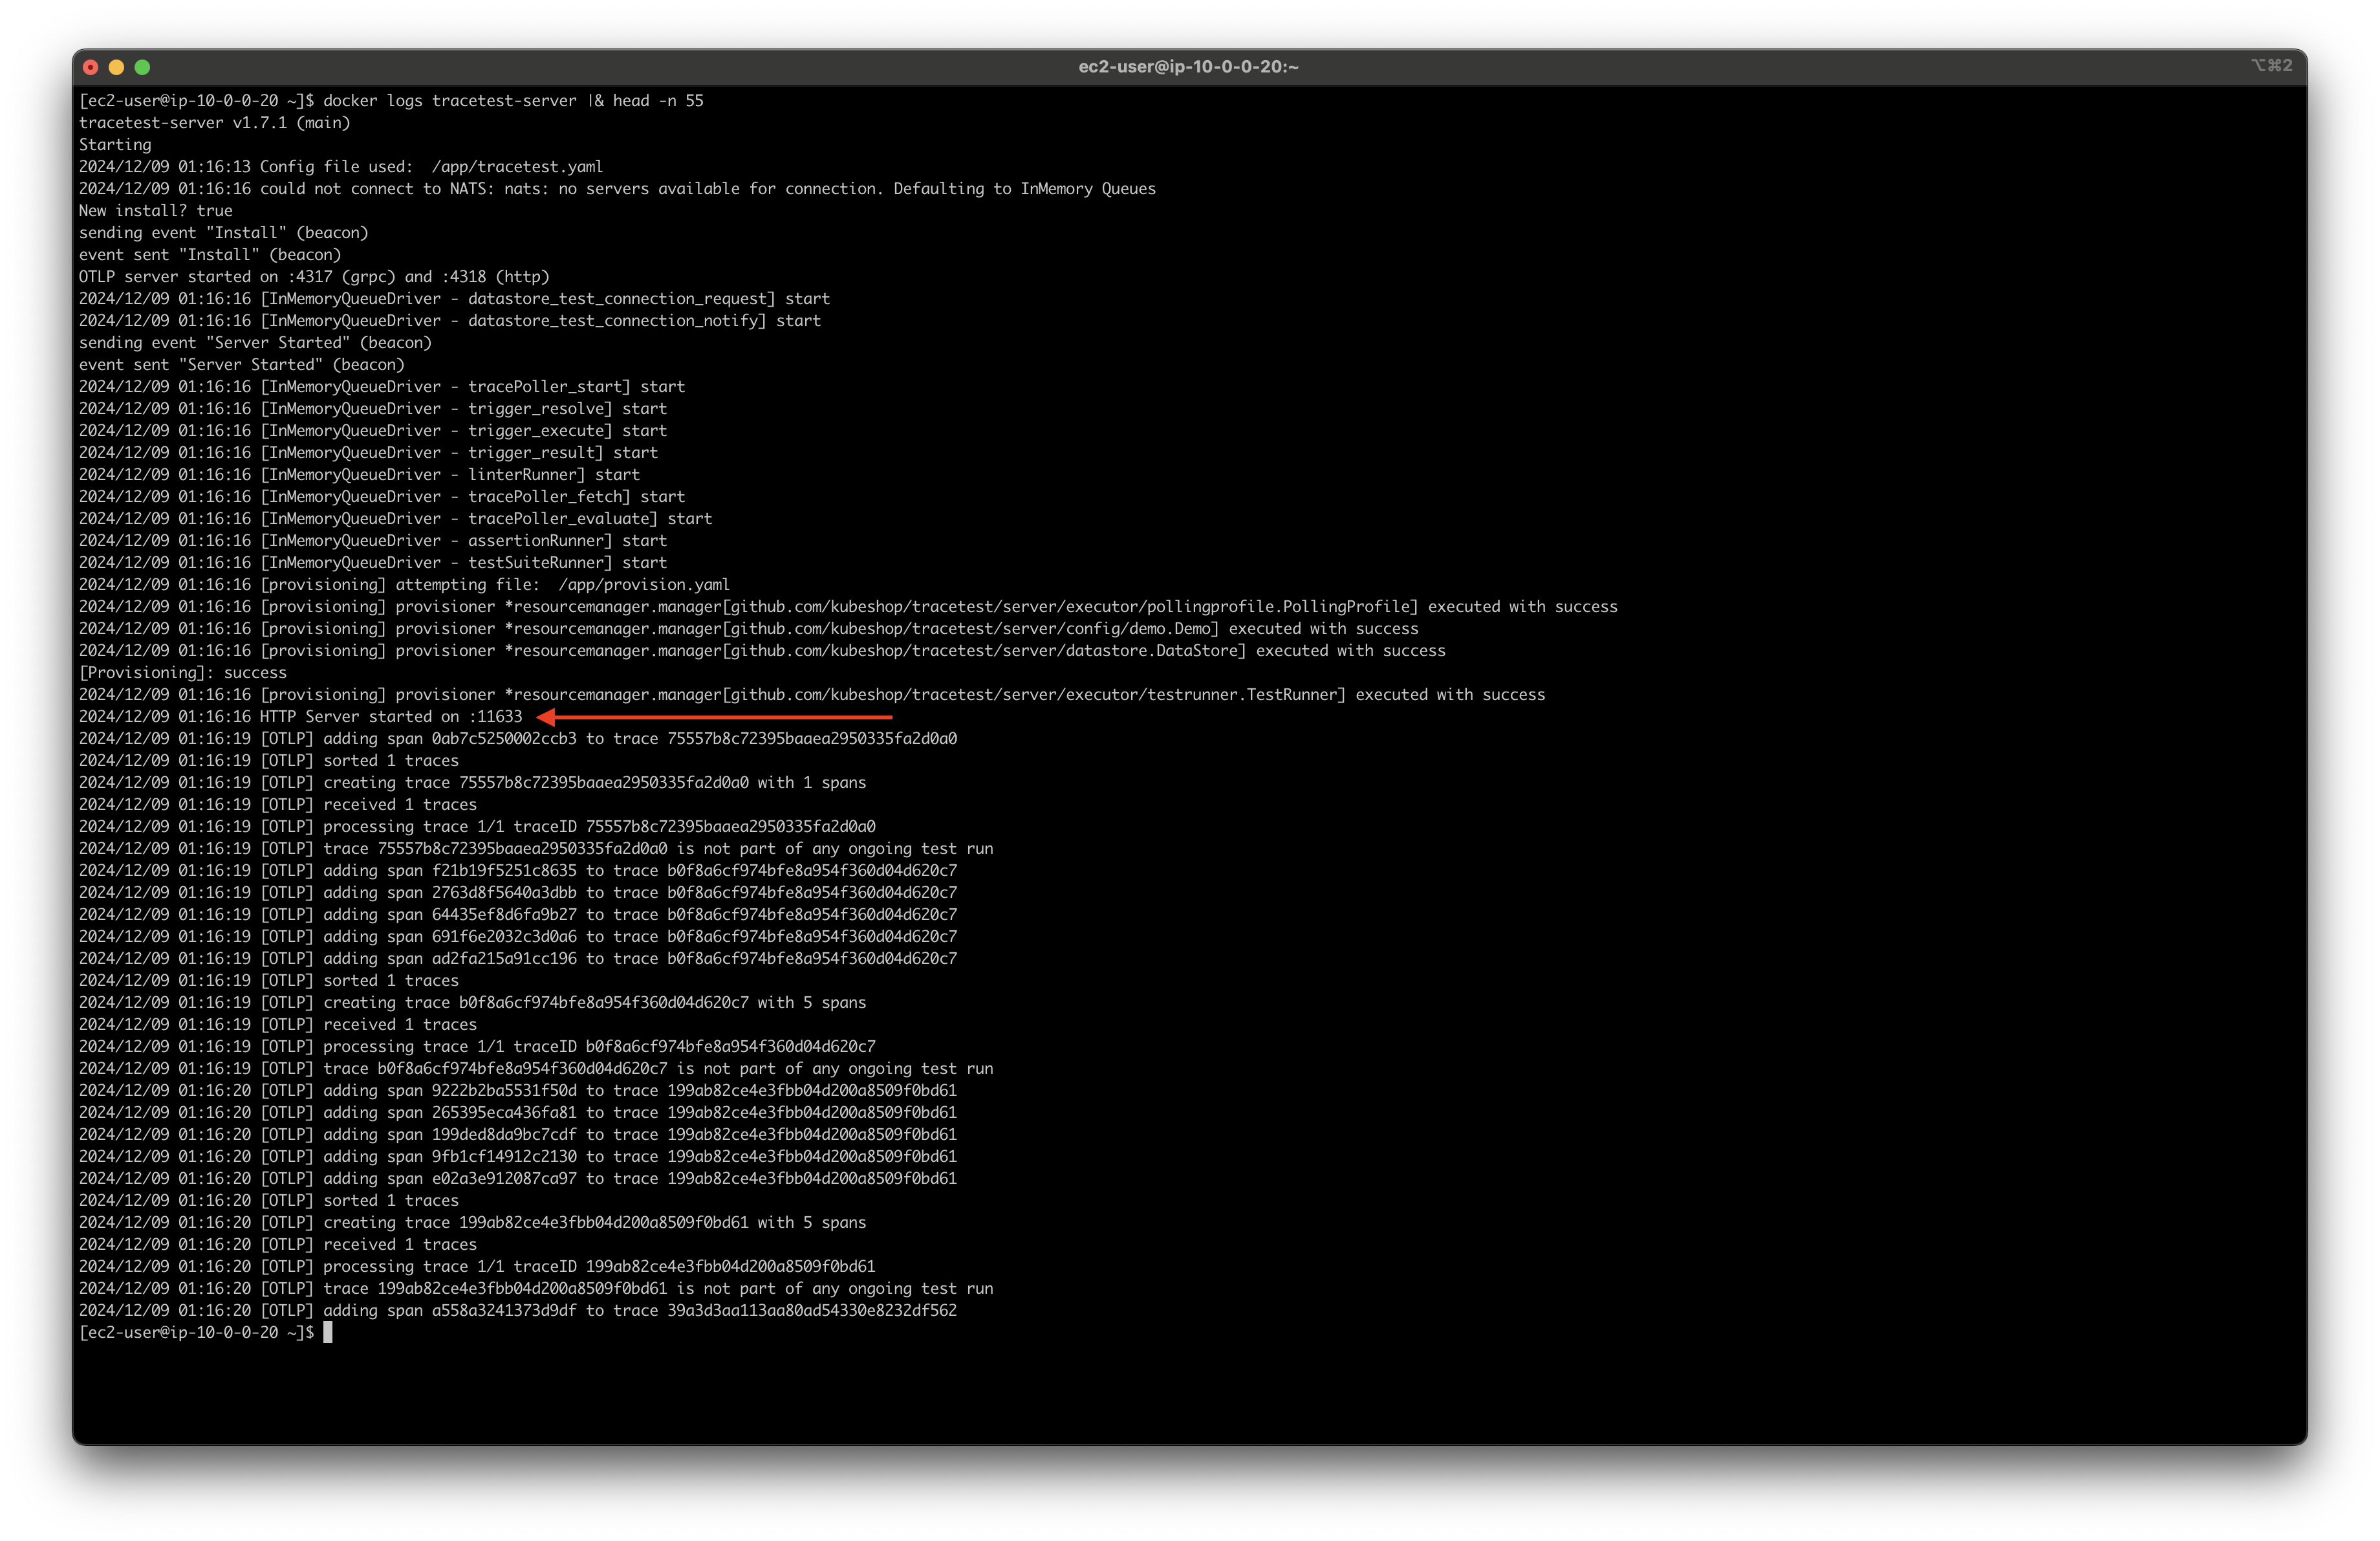 ec2-user@ip-10-0-0-20:~
⌥⌘2
[ec2-user@ip-10-0-0-20 ~]$ docker logs tracetest-server |& head -n 55
tracetest-server v1.7.1 (main)
Starting
2024/12/09 01:16:13 Config file used:  /app/tracetest.yaml
2024/12/09 01:16:16 could not connect to NATS: nats: no servers available for connection. Defaulting to InMemory Queues
New install? true
sending event "Install" (beacon)
event sent "Install" (beacon)
OTLP server started on :4317 (grpc) and :4318 (http)
2024/12/09 01:16:16 [InMemoryQueueDriver - datastore_test_connection_request] start
2024/12/09 01:16:16 [InMemoryQueueDriver - datastore_test_connection_notify] start
sending event "Server Started" (beacon)
event sent "Server Started" (beacon)
2024/12/09 01:16:16 [InMemoryQueueDriver - tracePoller_start] start
2024/12/09 01:16:16 [InMemoryQueueDriver - trigger_resolve] start
2024/12/09 01:16:16 [InMemoryQueueDriver - trigger_execute] start
2024/12/09 01:16:16 [InMemoryQueueDriver - trigger_result] start
2024/12/09 01:16:16 [InMemoryQueueDriver - linterRunner] start
2024/12/09 01:16:16 [InMemoryQueueDriver - tracePoller_fetch] start
2024/12/09 01:16:16 [InMemoryQueueDriver - tracePoller_evaluate] start
2024/12/09 01:16:16 [InMemoryQueueDriver - assertionRunner] start
2024/12/09 01:16:16 [InMemoryQueueDriver - testSuiteRunner] start
2024/12/09 01:16:16 [provisioning] attempting file:  /app/provision.yaml
2024/12/09 01:16:16 [provisioning] provisioner *resourcemanager.manager[github.com/kubeshop/tracetest/server/executor/pollingprofile.PollingProfile] executed with success
2024/12/09 01:16:16 [provisioning] provisioner *resourcemanager.manager[github.com/kubeshop/tracetest/server/config/demo.Demo] executed with success
2024/12/09 01:16:16 [provisioning] provisioner *resourcemanager.manager[github.com/kubeshop/tracetest/server/datastore.DataStore] executed with success
[Provisioning]: success
2024/12/09 01:16:16 [provisioning] provisioner *resourcemanager.manager[github.com/kubeshop/tracetest/server/executor/testrunner.TestRunner] executed with success
2024/12/09 01:16:16 HTTP Server started on :11633
2024/12/09 01:16:19 [OTLP] adding span 0ab7c5250002ccb3 to trace 75557b8c72395baaea2950335fa2d0a0
2024/12/09 01:16:19 [OTLP] sorted 1 traces
2024/12/09 01:16:19 [OTLP] creating trace 75557b8c72395baaea2950335fa2d0a0 with 1 spans
2024/12/09 01:16:19 [OTLP] received 1 traces
2024/12/09 01:16:19 [OTLP] processing trace 1/1 traceID 75557b8c72395baaea2950335fa2d0a0
2024/12/09 01:16:19 [OTLP] trace 75557b8c72395baaea2950335fa2d0a0 is not part of any ongoing test run
2024/12/09 01:16:19 [OTLP] adding span f21b19f5251c8635 to trace b0f8a6cf974bfe8a954f360d04d620c7
2024/12/09 01:16:19 [OTLP] adding span 2763d8f5640a3dbb to trace b0f8a6cf974bfe8a954f360d04d620c7
2024/12/09 01:16:19 [OTLP] adding span 64435ef8d6fa9b27 to trace b0f8a6cf974bfe8a954f360d04d620c7
2024/12/09 01:16:19 [OTLP] adding span 691f6e2032c3d0a6 to trace b0f8a6cf974bfe8a954f360d04d620c7
2024/12/09 01:16:19 [OTLP] adding span ad2fa215a91cc196 to trace b0f8a6cf974bfe8a954f360d04d620c7
2024/12/09 01:16:19 [OTLP] sorted 1 traces
2024/12/09 01:16:19 [OTLP] creating trace b0f8a6cf974bfe8a954f360d04d620c7 with 5 spans
2024/12/09 01:16:19 [OTLP] received 1 traces
2024/12/09 01:16:19 [OTLP] processing trace 1/1 traceID b0f8a6cf974bfe8a954f360d04d620c7
2024/12/09 01:16:19 [OTLP] trace b0f8a6cf974bfe8a954f360d04d620c7 is not part of any ongoing test run
2024/12/09 01:16:20 [OTLP] adding span 9222b2ba5531f50d to trace 199ab82ce4e3fbb04d200a8509f0bd61
2024/12/09 01:16:20 [OTLP] adding span 265395eca436fa81 to trace 199ab82ce4e3fbb04d200a8509f0bd61
2024/12/09 01:16:20 [OTLP] adding span 199ded8da9bc7cdf to trace 199ab82ce4e3fbb04d200a8509f0bd61
2024/12/09 01:16:20 [OTLP] adding span 9fb1cf14912c2130 to trace 199ab82ce4e3fbb04d200a8509f0bd61
2024/12/09 01:16:20 [OTLP] adding span e02a3e912087ca97 to trace 199ab82ce4e3fbb04d200a8509f0bd61
2024/12/09 01:16:20 [OTLP] sorted 1 traces
2024/12/09 01:16:20 [OTLP] creating trace 199ab82ce4e3fbb04d200a8509f0bd61 with 5 spans
2024/12/09 01:16:20 [OTLP] received 1 traces
2024/12/09 01:16:20 [OTLP] processing trace 1/1 traceID 199ab82ce4e3fbb04d200a8509f0bd61
2024/12/09 01:16:20 [OTLP] trace 199ab82ce4e3fbb04d200a8509f0bd61 is not part of any ongoing test run
2024/12/09 01:16:20 [OTLP] adding span a558a3241373d9df to trace 39a3d3aa113aa80ad54330e8232df562
[ec2-user@ip-10-0-0-20 ~]$